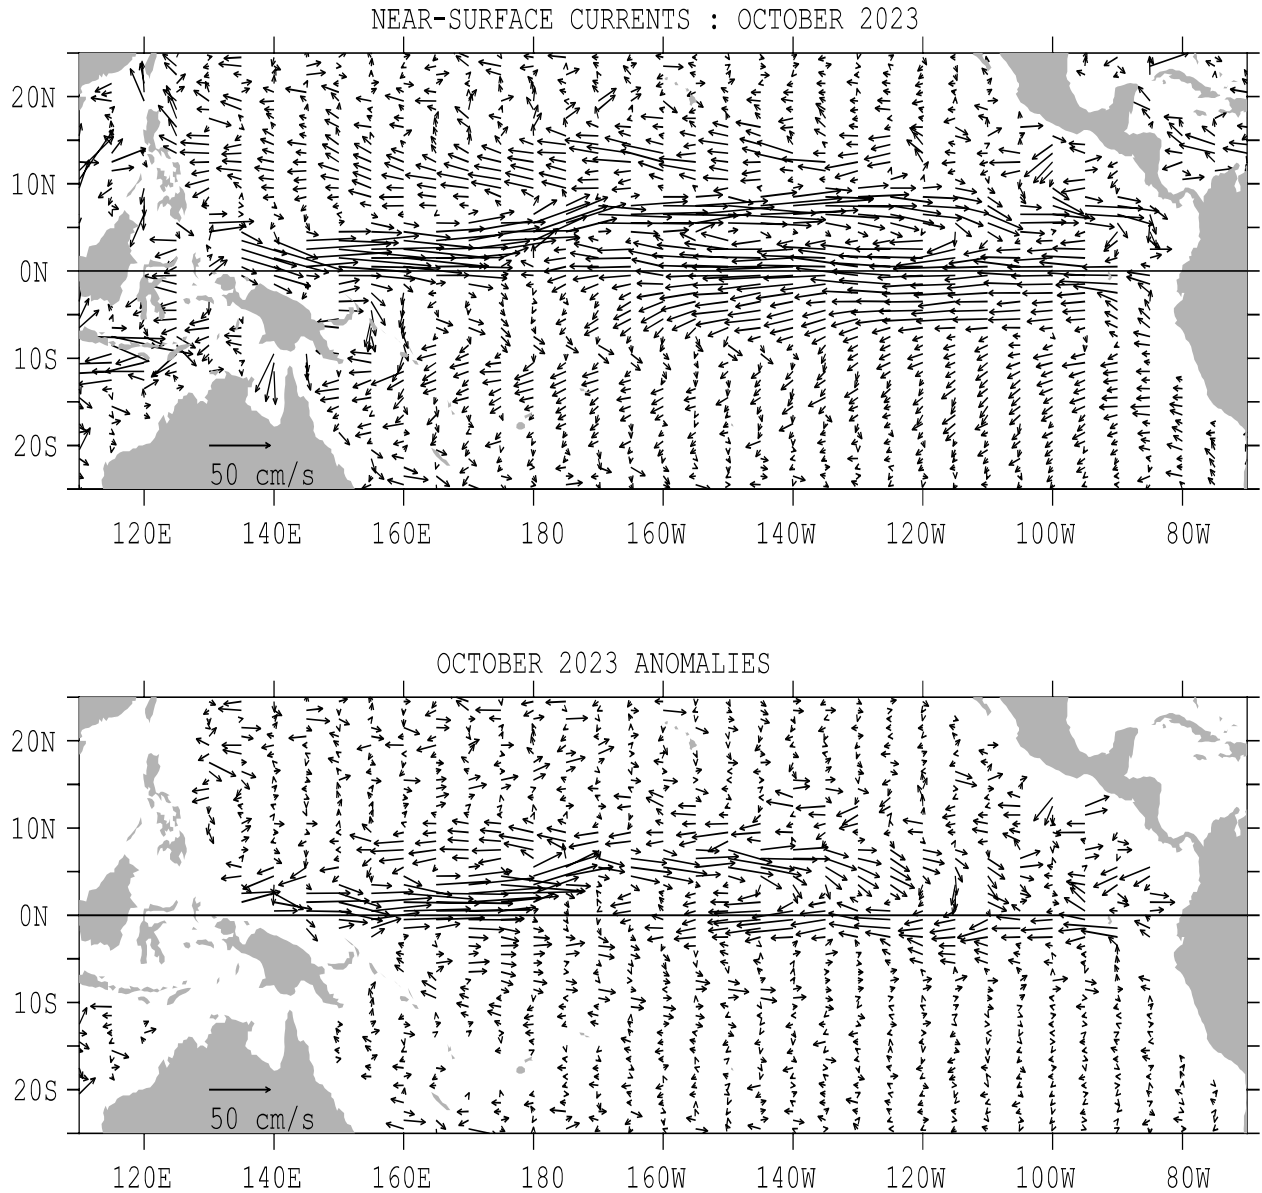 NEAR-SURFACE CURRENTS : OCTOBER 2023
20N
10N
0N
10S
20S
50 cm/s
120E 140E 160E 180 160W 140W 120W 100W 80W
OCTOBER 2023 ANOMALIES
20N
10N
0N
10S
20S
50 cm/s
120E 140E 160E 180 160W 140W 120W 100W 80W